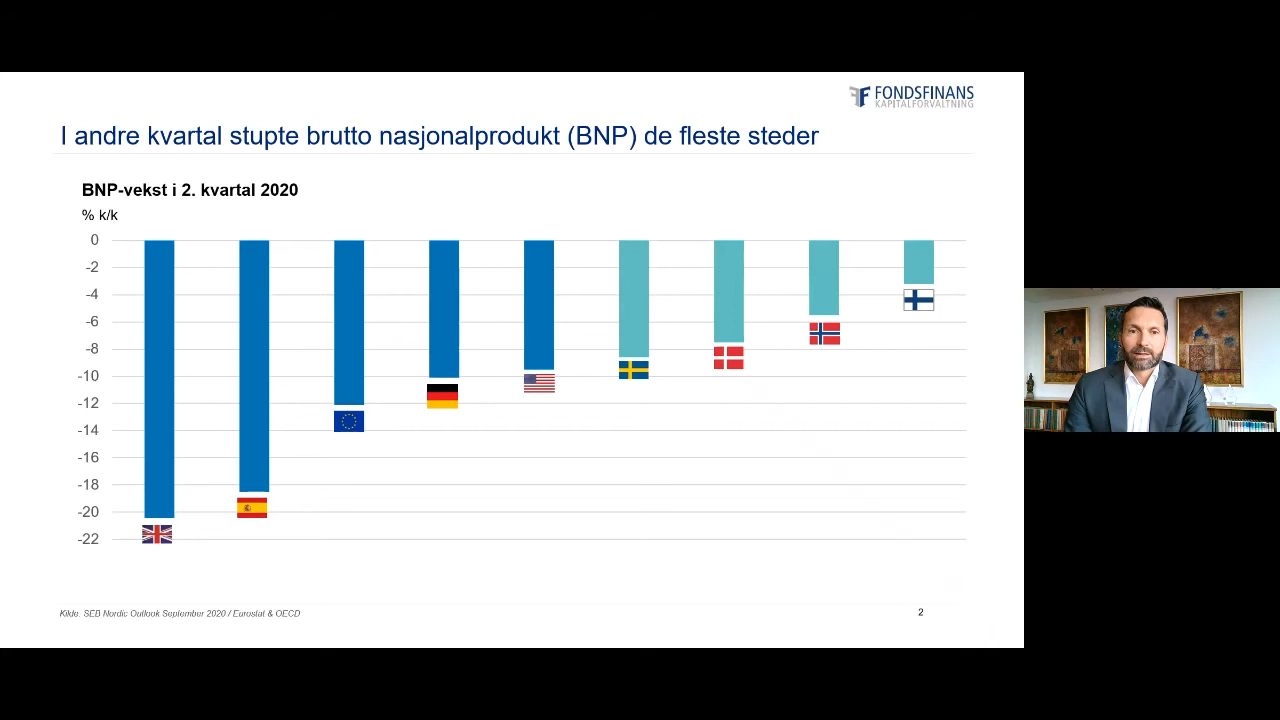 FONDSFINANS
KAPITALFORVALTNING
I andre kvartal stupte brutto nasjonalprodukt (BNP) de fleste steder
BNP-vekst i 2. kvartal 2020
% k/k
0
-2
-4
-6
-8
-10
-12
-14
-16
-18
-20
-22
Kilde: SEB Nordic Outlook September 2020 / Eurostat & OECD
2